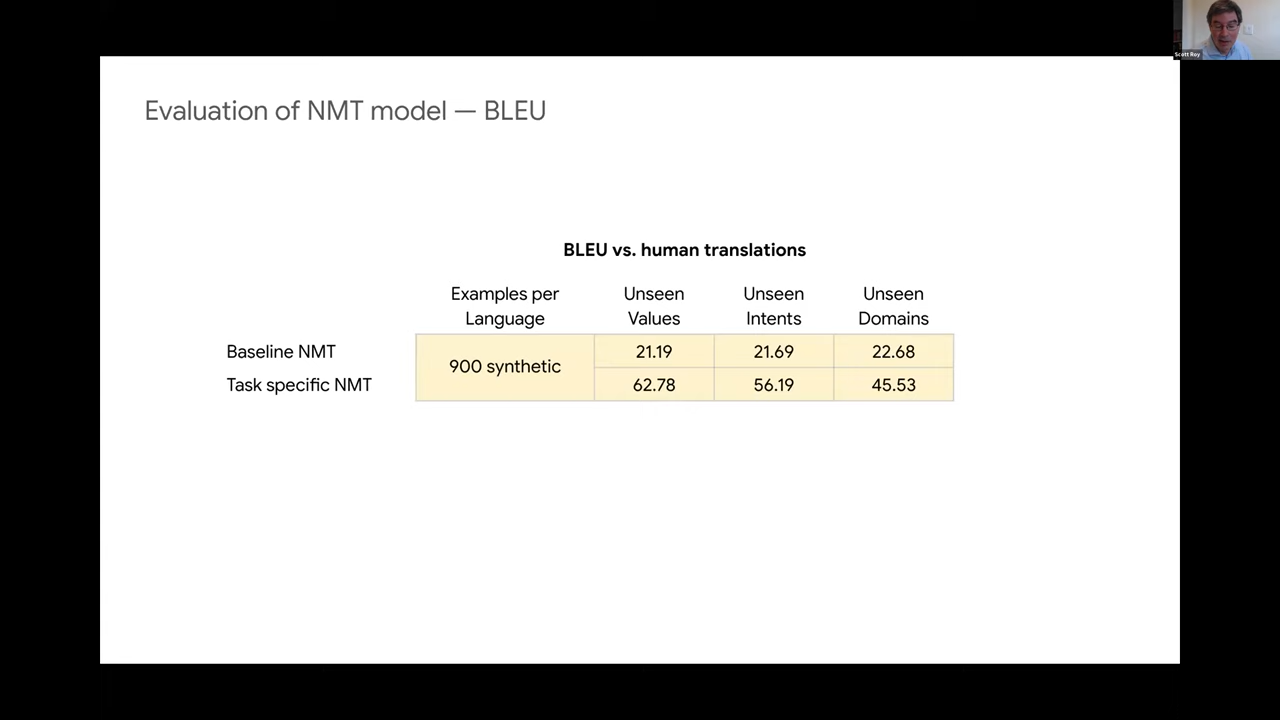 Scott Roy
Evaluation of NMT model — BLEU
BLEU vs. human translations
Examples per Language
Unseen Values
Unseen Intents
Unseen Domains
Baseline NMT
900 synthetic
21.19
21.69
22.68
Task specific NMT
62.78
56.19
45.53